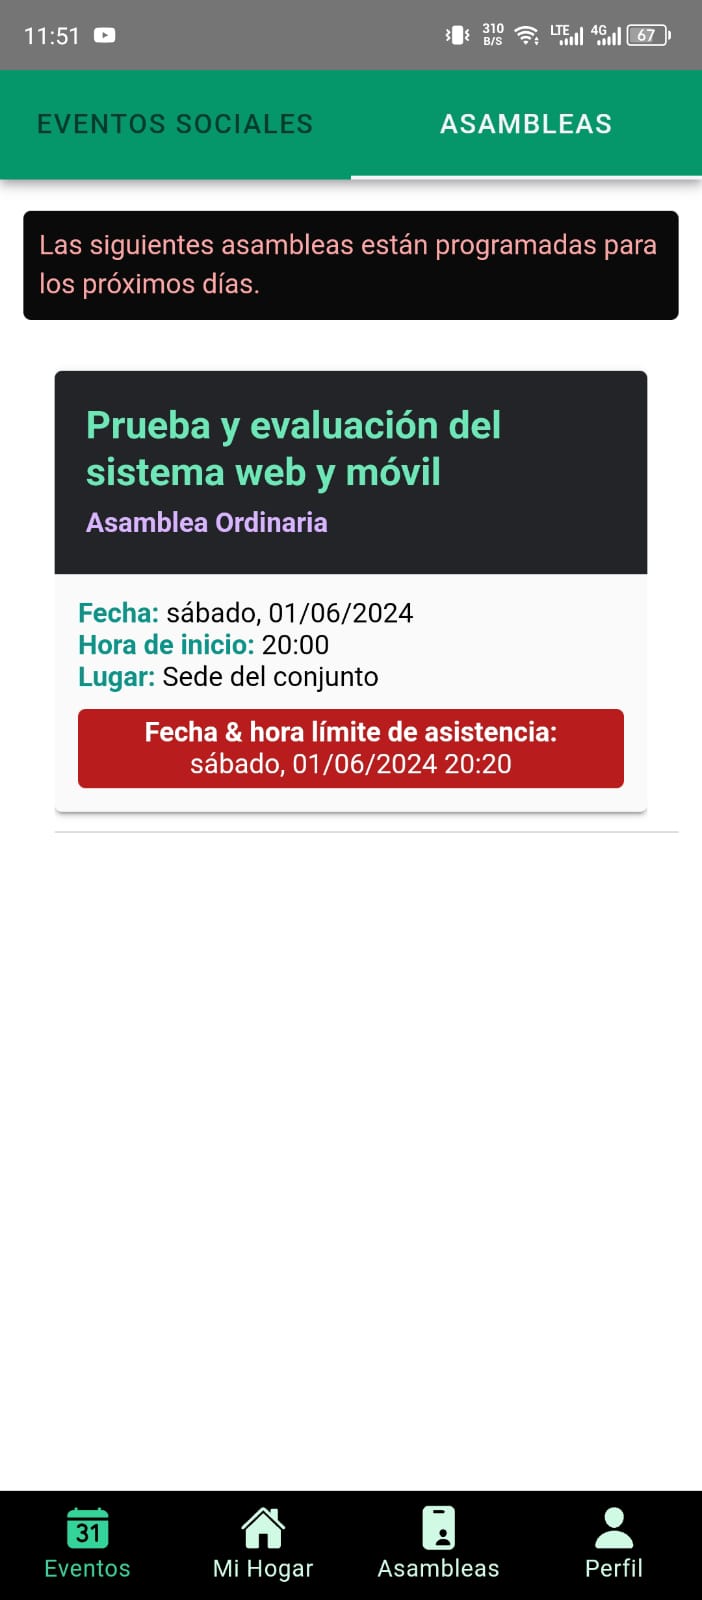 11:51
310
B/S
LTE
4G
67
EVENTOS SOCIALES
ASAMBLEAS
Las siguientes asambleas están programadas para
los próximos días.
Prueba y evaluación del
sistema web y móvil
Asamblea Ordinaria
Fecha: sábado, 01/06/2024
Hora de inicio: 20:00
Lugar: Sede del conjunto
Fecha & hora límite de asistencia:
sábado, 01/06/2024 20:20
31
Eventos
Mi Hogar
Asambleas
Perfil